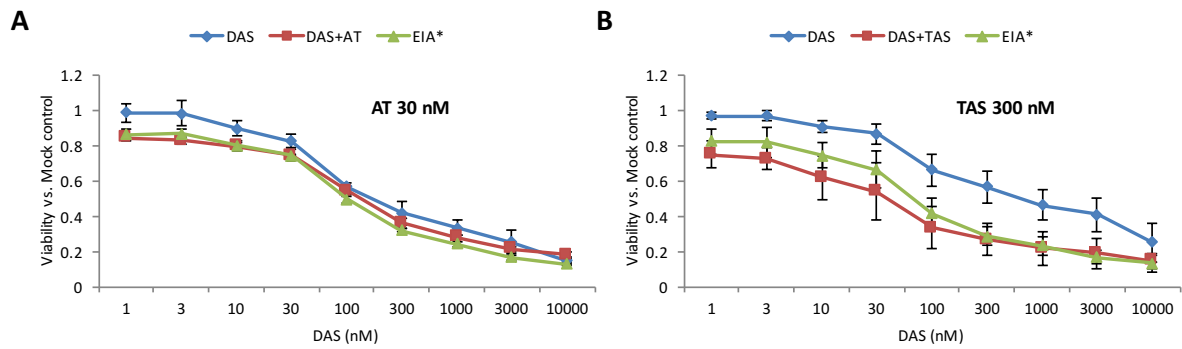 A
DAS DAS+AT EIA*
AT 30 nM
Viability vs. Mock control
1.2
1
0.8
0.6
0.4
0.2
0
1 3 10 30 100 300 1000 3000 10000
DAS (nM)
B
DAS DAS+TAS EIA*
TAS 300 nM
Viability vs. Mock control
1.2
1
0.8
0.6
0.4
0.2
0
1 3 10 30 100 300 1000 3000 10000
DAS (nM)